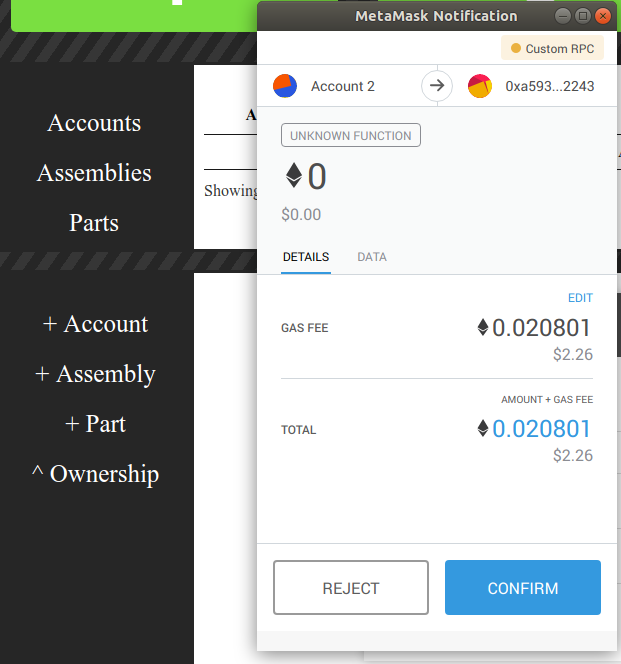 MetaMask Notification
Custom RPC
Account 2
0xa593...2243
UNKNOWN FUNCTION
0
$0.00
DETAILS
DATA
EDIT
GAS FEE
0.020801
$2.26
AMOUNT + GAS FEE
TOTAL
0.020801
$2.26
REJECT
CONFIRM
Accounts
Assemblies
Parts
+ Account
+ Assembly
+ Part
^ Ownership
A
Showing